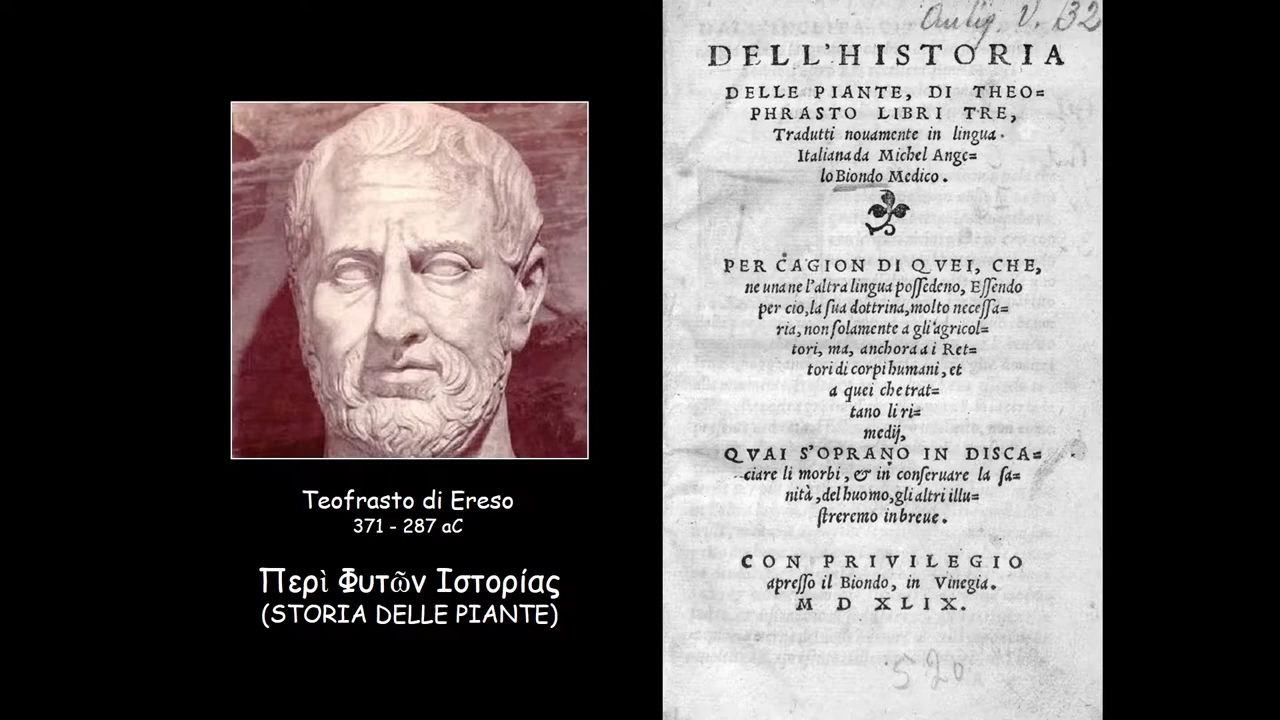 Teofrasto di Ereso
371 - 287 aC
Περὶ Φυτῶν Ιστορίας
(STORIA DELLE PIANTE)
Antiq. V. 32
DELL'HISTORIA
DELLE PIANTE, DI THEO=
PHRASTO LIBRI TRE,
Tradutti nouamente in lingua
Italiana da Michel Ange=
lo Biondo Medico.
PER CAGION DI QVEI, CHE,
ne una ne l'altra lingua poſſedeno, Eſſendo
per cio, la ſua dottrina, molto neceſſa=
ria, non ſolamente a gli agricol=
tori, ma, anchora a i Ret=
tori di corpi humani, et
a quei che trat=
tano li ri=
medij,
QVAI S'OPRANO IN DISCA=
ciare li morbi, & in conſeruare la ſa=
nità, del huomo, gli altri illu=
ſtreremo in breue.
CON PRIVILEGIO
apreſſo il Biondo, in Vinegia.
M D XLIX.
520